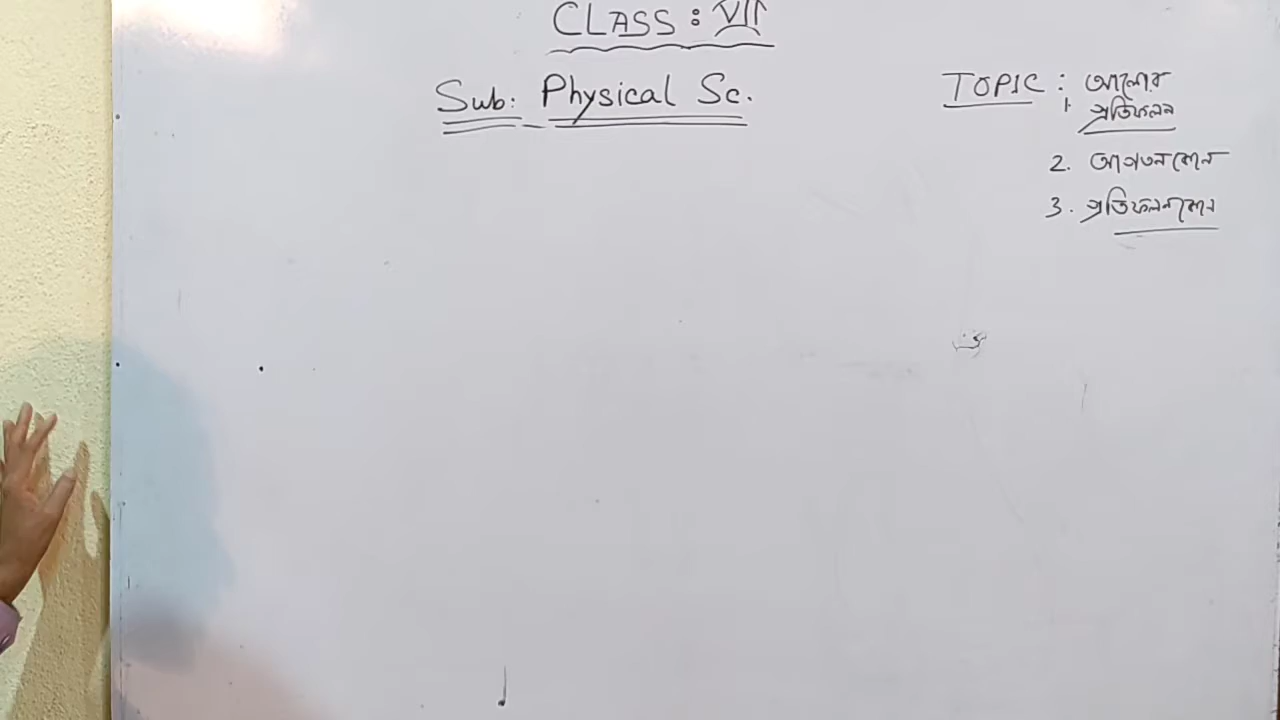 CLASS : VII
Sub: Physical Sc.
TOPIC : আলোর
1 প্রতিফলন
2. আপতন কোন
3. প্রতিফলন কোন